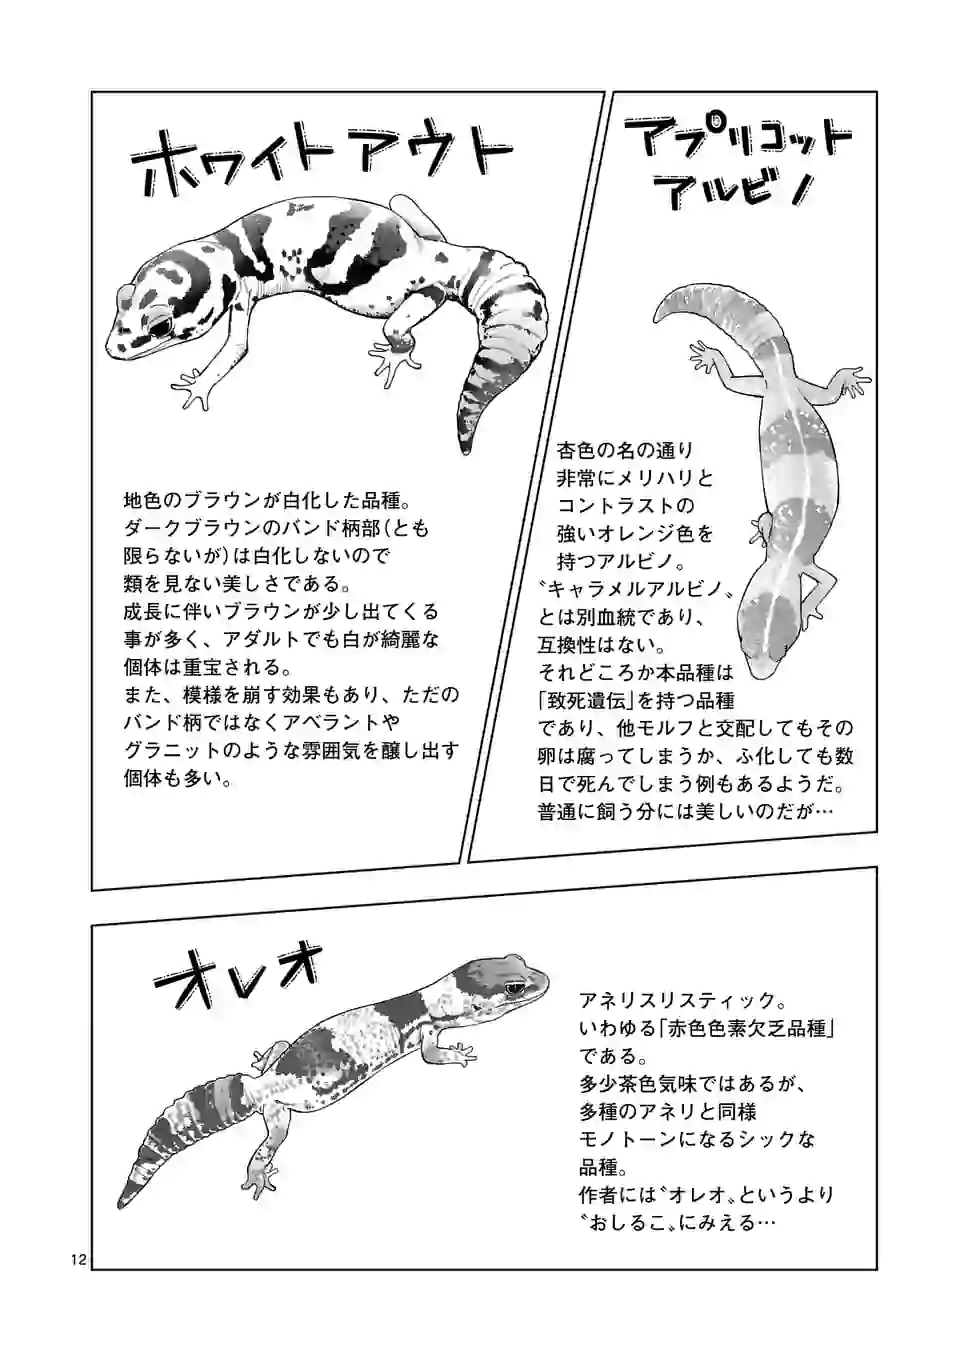 アプリコット
アルビノ
杏色の名の通り
非常にメリハリと
コントラストの
強いオレンジ色を
持つアルビノ。
〝キャラメルアルビノ〟
とは別血統であり、
互換性はない。
それどころか本品種は
「致死遺伝」を持つ品種
であり、他モルフと交配してもその
卵は腐ってしまうか、ふ化しても数
日で死んでしまう例もあるようだ。
普通に飼う分には美しいのだが…
ホワイトアウト
地色のブラウンが白化した品種。
ダークブラウンのバンド柄部(とも
限らないが)は白化しないので
類を見ない美しさである。
成長に伴いブラウンが少し出てくる
事が多く、アダルトでも白が綺麗な
個体は重宝される。
また、模様を崩す効果もあり、ただの
バンド柄ではなくアベラントや
グラニットのような雰囲気を醸し出す
個体も多い。
オレオ
アネリスリスティック。
いわゆる「赤色色素欠乏品種」
である。
多少茶色気味ではあるが、
多種のアネリと同様
モノトーンになるシックな
品種。
作者には〝オレオ〟というより
〝おしるこ〟にみえる…
12